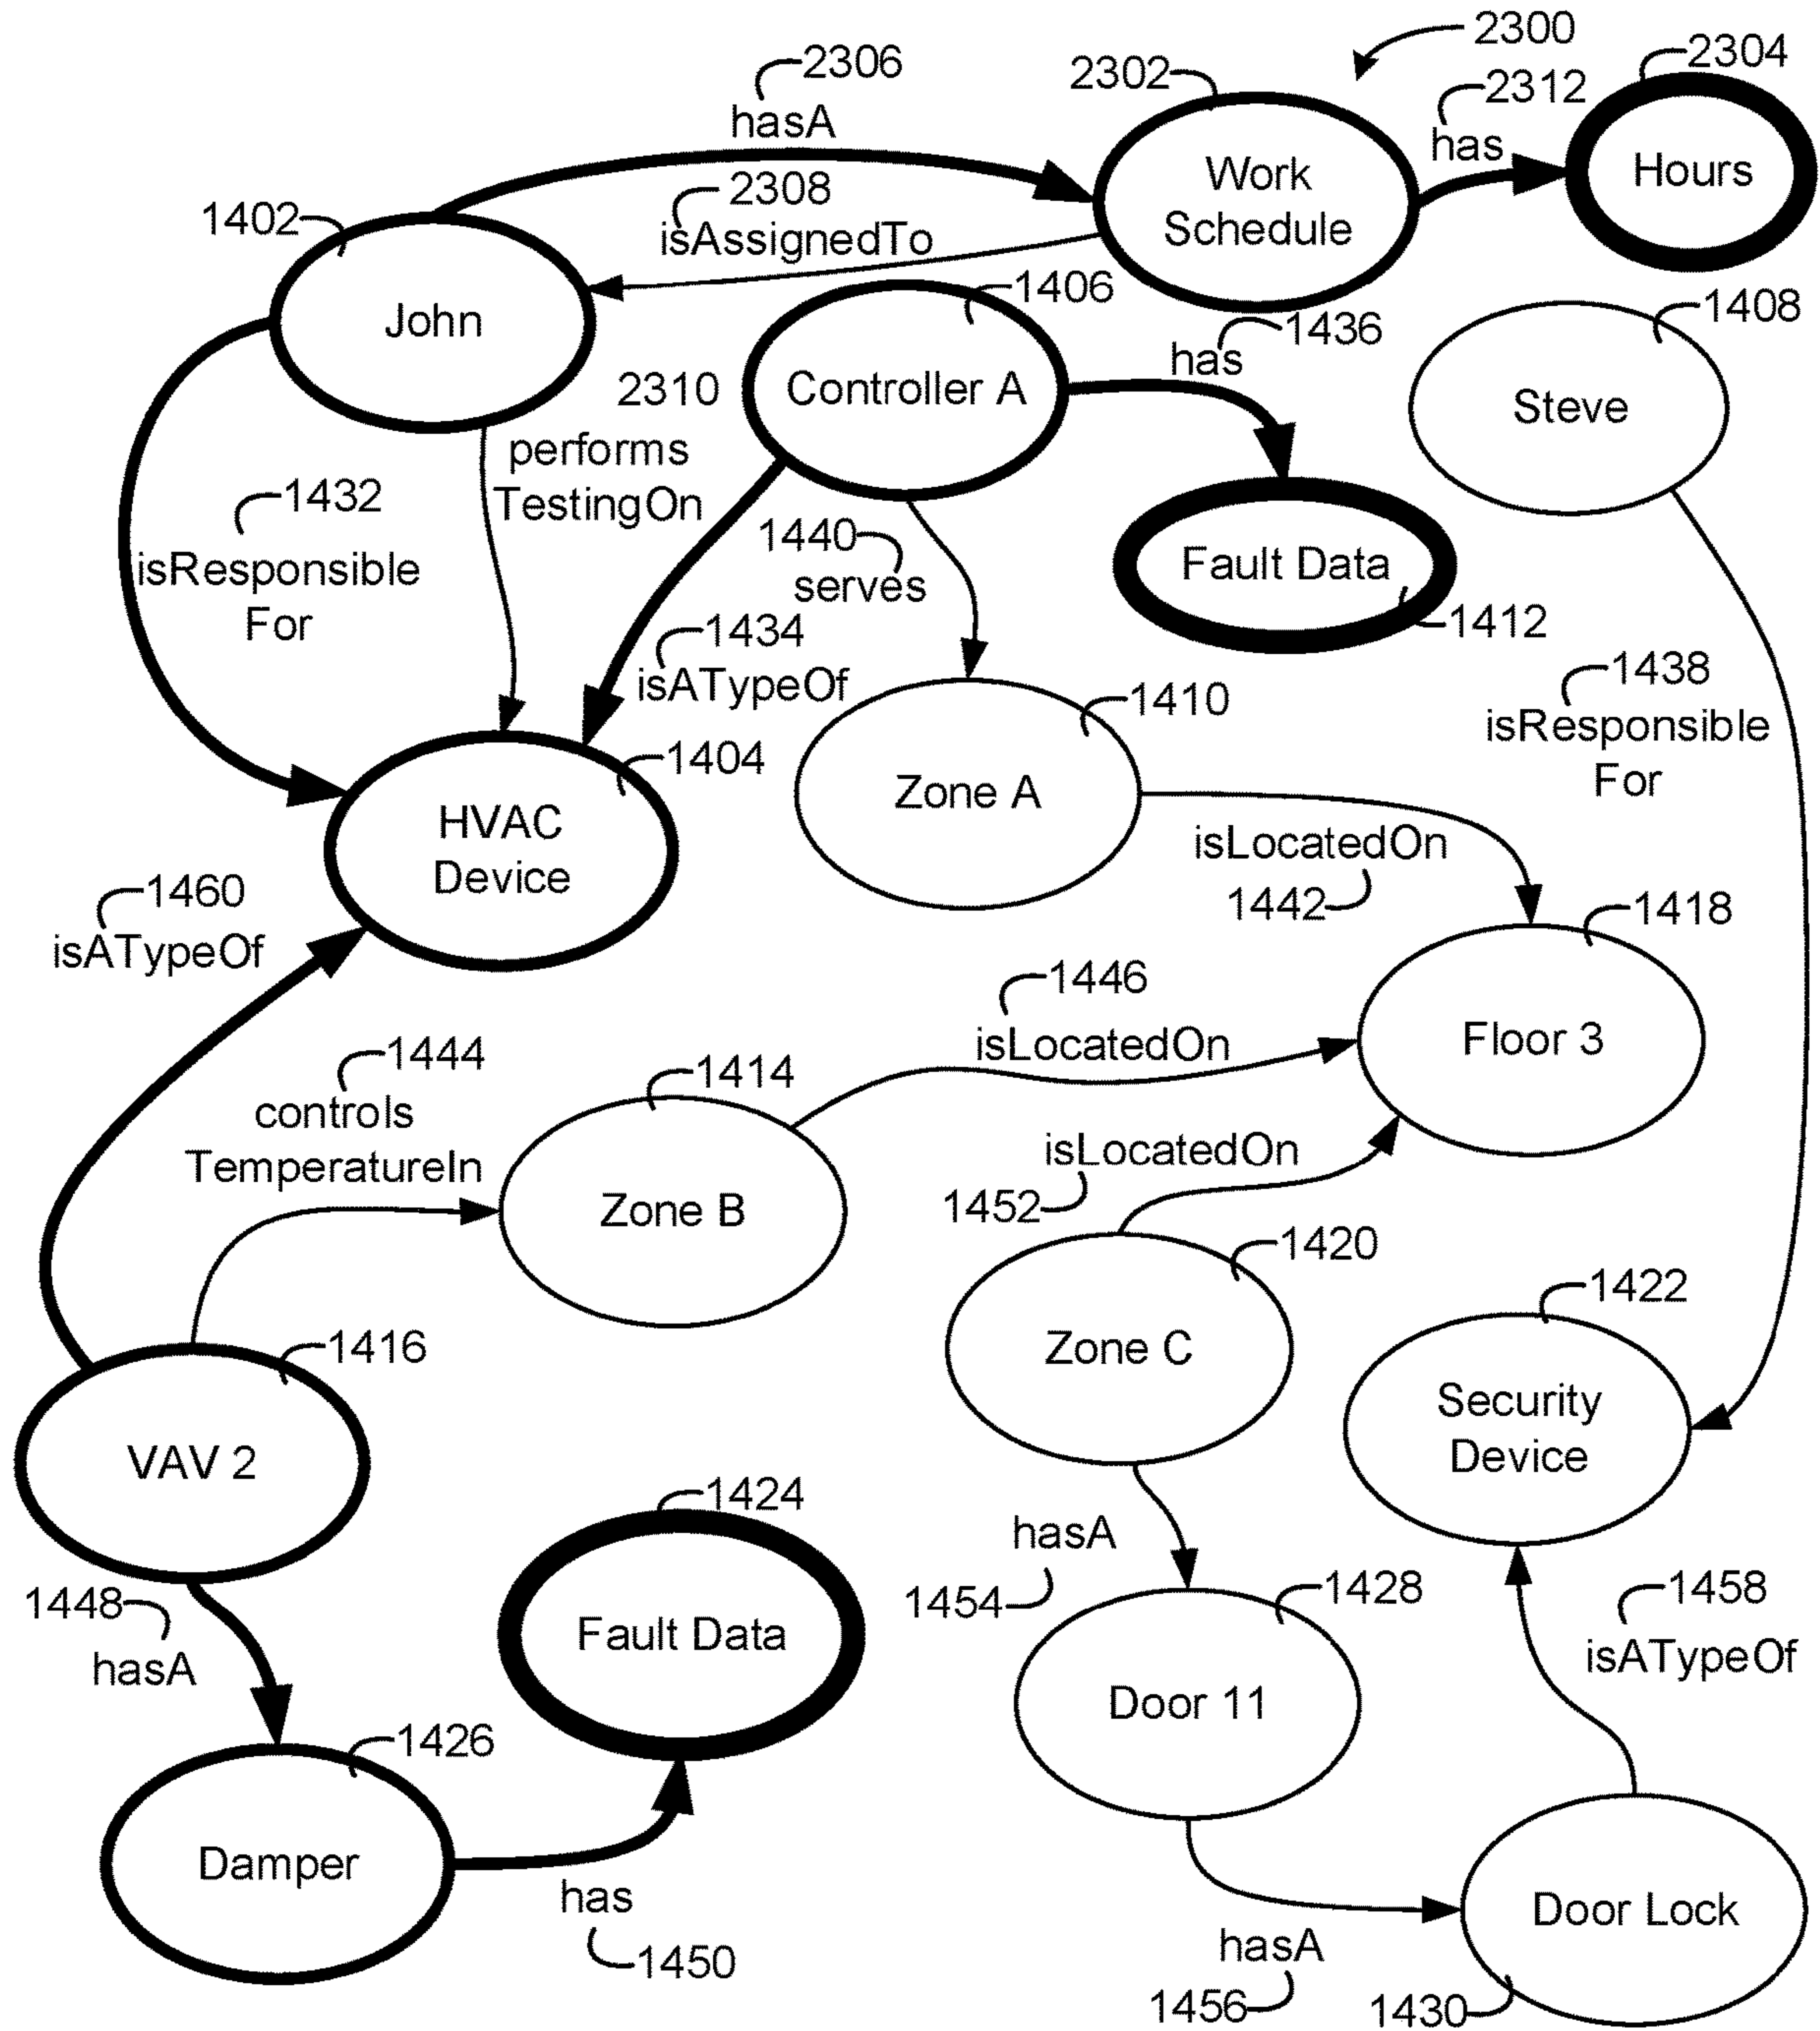 2300
2306
2302
2304
2312
hasA
has
Work
Schedule
Hours
2308
isAssignedTo
1402
John
1406
Controller A
1436
has
1408
Steve
2310
performs
TestingOn
1432
isResponsible
For
1440
serves
Fault Data
1412
1434
isATypeOf
1438
isResponsible
For
1410
Zone A
1404
HVAC
Device
isLocatedOn
1442
1418
Floor 3
1460
isATypeOf
1446
isLocatedOn
1444
controls
TemperatureIn
1414
Zone B
isLocatedOn
1452
1420
Zone C
1422
Security
Device
1416
VAV 2
1424
Fault Data
1448
hasA
hasA
1454
1428
Door 11
1458
isATypeOf
1426
Damper
has
1450
Door Lock
hasA
1456
1430